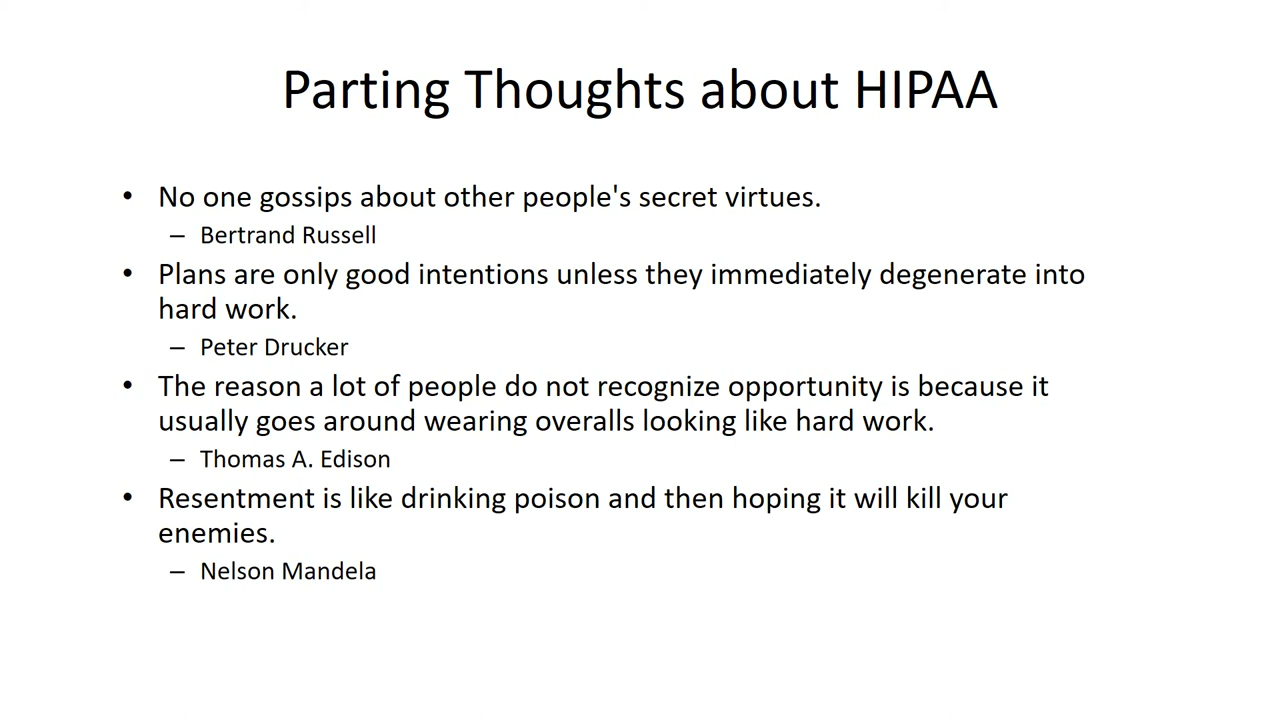 Parting Thoughts about HIPAA
• No one gossips about other people's secret virtues.
– Bertrand Russell
• Plans are only good intentions unless they immediately degenerate into
hard work.
– Peter Drucker
• The reason a lot of people do not recognize opportunity is because it
usually goes around wearing overalls looking like hard work.
– Thomas A. Edison
• Resentment is like drinking poison and then hoping it will kill your
enemies.
– Nelson Mandela